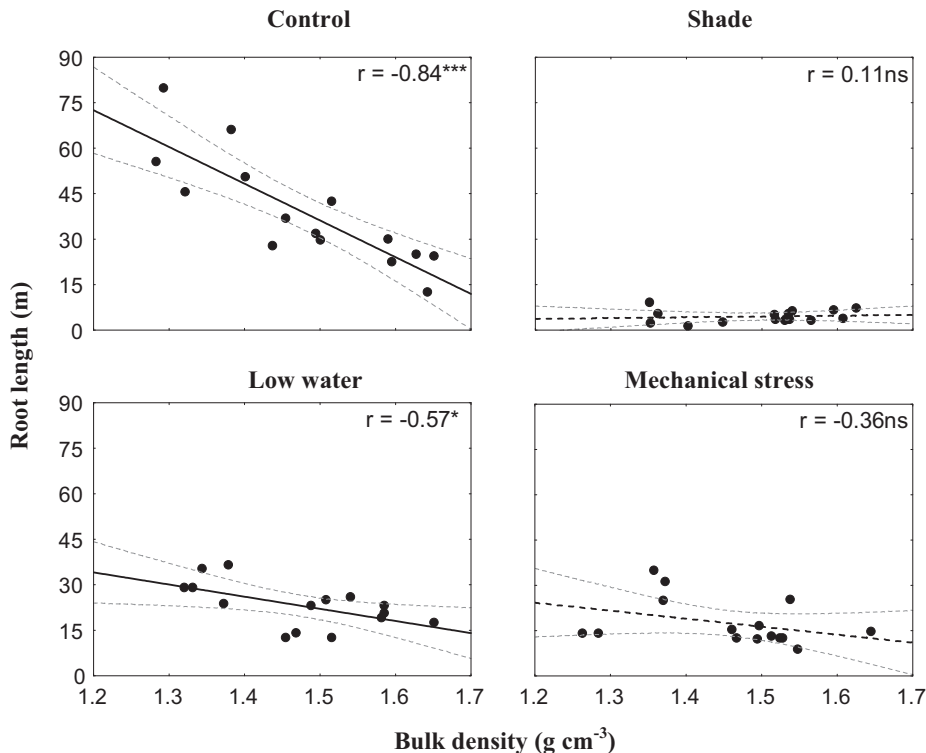 Control
Shade
90
75
60
45
30
15
0
r = -0.84***
r = 0.11ns
Root length (m)
Low water
Mechanical stress
90
75
60
45
30
15
0
r = -0.57*
r = -0.36ns
1.2 1.3 1.4 1.5 1.6 1.7
1.2 1.3 1.4 1.5 1.6 1.7
Bulk density (g cm⁻³)